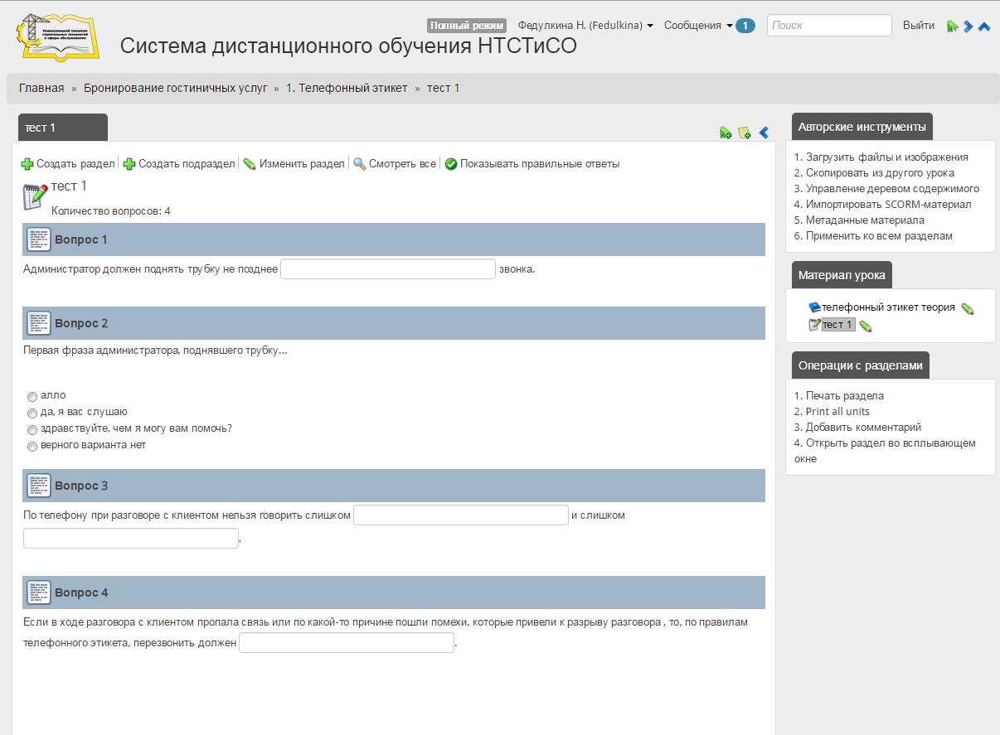 Новокузнецкий техникум
строительных технологий
и сферы обслуживания
Полный режим
Федулкина Н. (Fedulkina)
Сообщения
1
Поиск
Выйти
Система дистанционного обучения НТСТиСО
Главная » Бронирование гостиничных услуг » 1. Телефонный этикет » тест 1
тест 1
Создать раздел
Создать подраздел
Изменить раздел
Смотреть все
Показывать правильные ответы
тест 1
Количество вопросов: 4
Вопрос 1
Администратор должен поднять трубку не позднее звонка.
Вопрос 2
Первая фраза администратора, поднявшего трубку...
алло
да, я вас слушаю
здравствуйте, чем я могу вам помочь?
верного варианта нет
Вопрос 3
По телефону при разговоре с клиентом нельзя говорить слишком и слишком
.
Вопрос 4
Если в ходе разговора с клиентом пропала связь или по какой-то причине пошли помехи, которые привели к разрыву разговора , то, по правилам
телефонного этикета, перезвонить должен .
Авторские инструменты
1. Загрузить файлы и изображения
2. Скопировать из другого урока
3. Управление деревом содержимого
4. Импортировать SCORM-материал
5. Метаданные материала
6. Применить ко всем разделам
Материал урока
телефонный этикет теория
тест 1
Операции с разделами
1. Печать раздела
2. Print all units
3. Добавить комментарий
4. Открыть раздел во всплывающем
окне